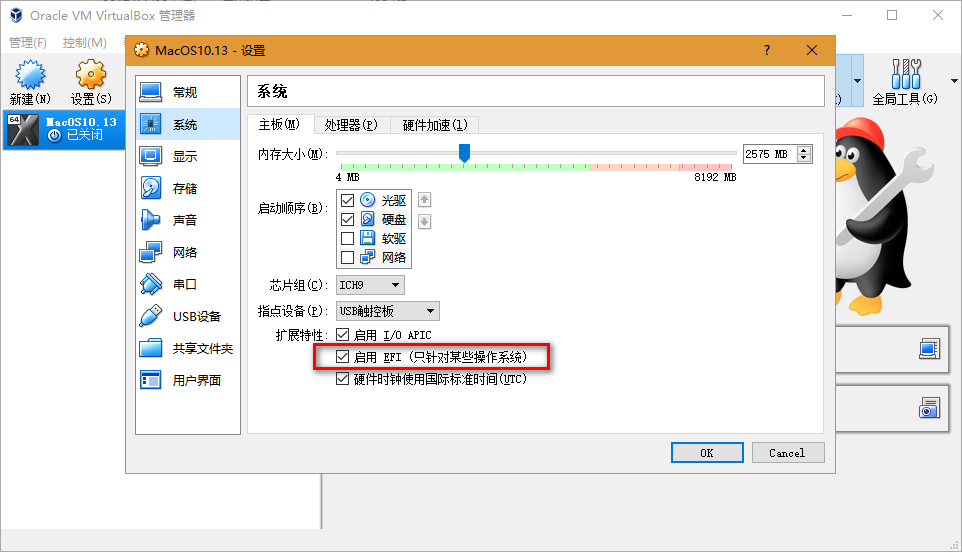 Oracle VM VirtualBox 管理器
管理(F) 控制(M)
新建(N) 设置(S) 全局工具(G)
64 MacOS10.13
已关闭
MacOS10.13 - 设置
常规
系统
显示
存储
声音
网络
串口
USB设备
共享文件夹
用户界面
系统
主板(M) 处理器(P) 硬件加速(l)
内存大小(M): 2575 MB
4 MB 8192 MB
启动顺序(B): 光驱
硬盘
软驱
网络
芯片组(C): ICH9
指点设备(P): USB触控板
扩展特性: 启用 I/O APIC
启用 EFI (只针对某些操作系统)
硬件时钟使用国际标准时间(UTC)
OK Cancel